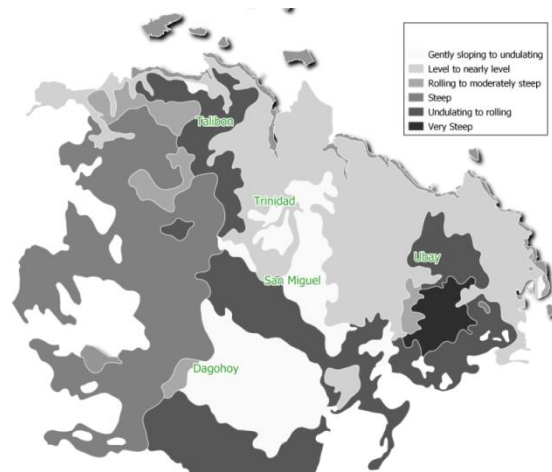 Gently sloping to undulating
Level to nearly level
Rolling to moderately steep
Steep
Undulating to rolling
Very Steep
Talibon
Trinidad
Ubay
San Miguel
Dagohoy